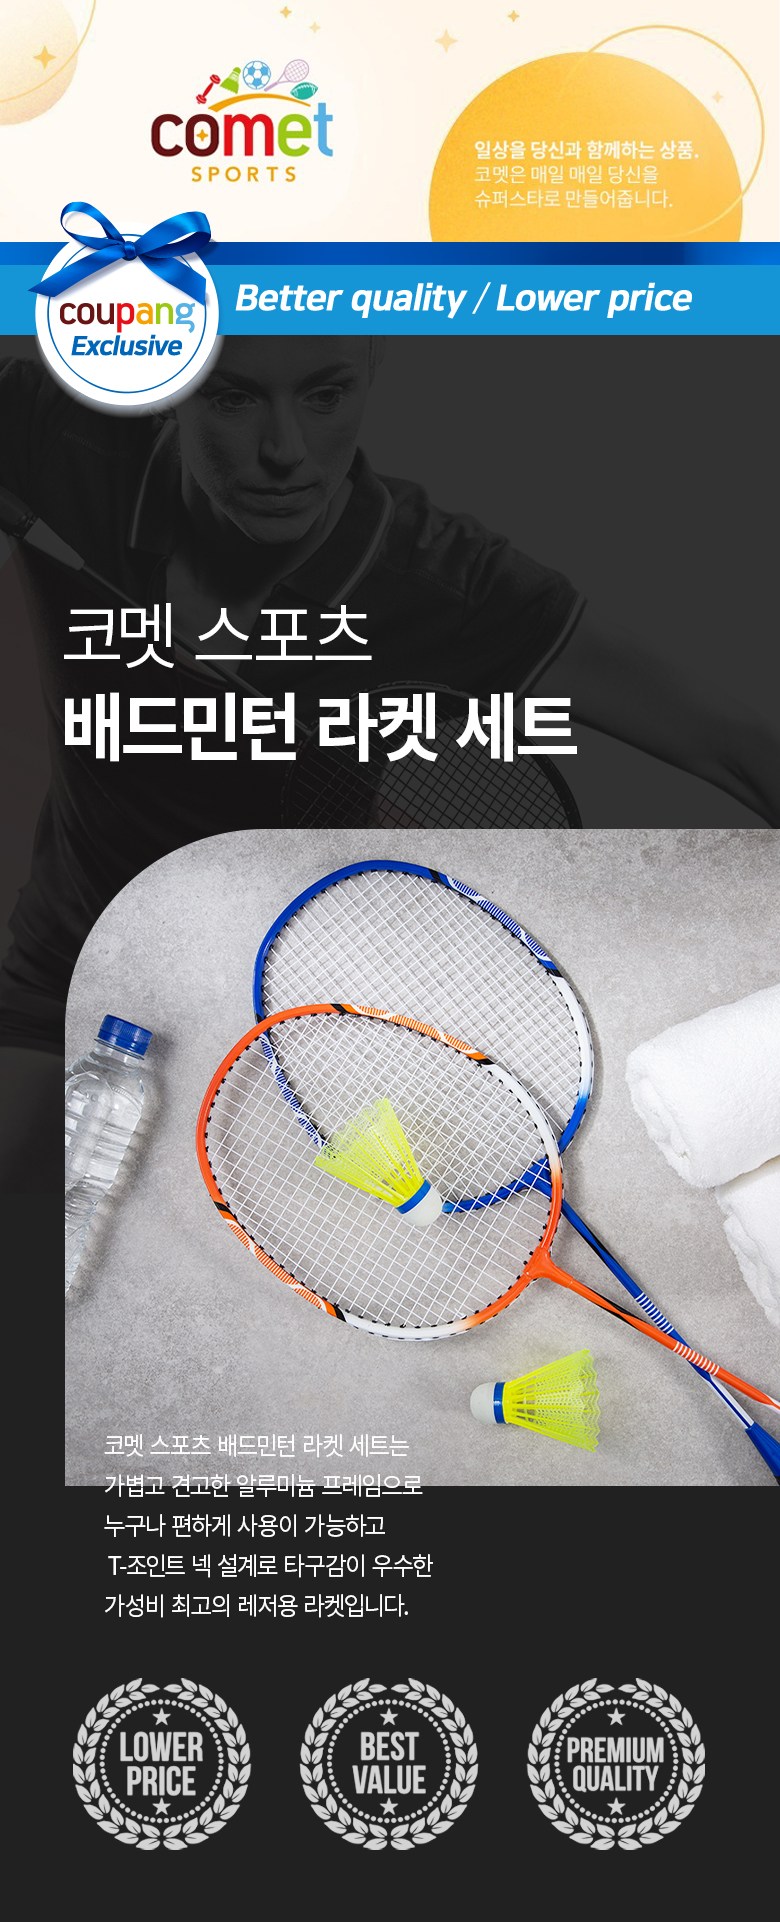 comet
SPORTS
일상을 당신과 함께하는 상품.
코멧은 매일 매일 당신을
슈퍼스타로 만들어줍니다.
coupang
Exclusive
Better quality / Lower price
코멧 스포츠
배드민턴 라켓 세트
코멧 스포츠 배드민턴 라켓 세트는
가볍고 견고한 알루미늄 프레임으로
누구나 편하게 사용이 가능하고
T-조인트 넥 설계로 타구감이 우수한
가성비 최고의 레저용 라켓입니다.
LOWER
PRICE
BEST
VALUE
PREMIUM
QUALITY